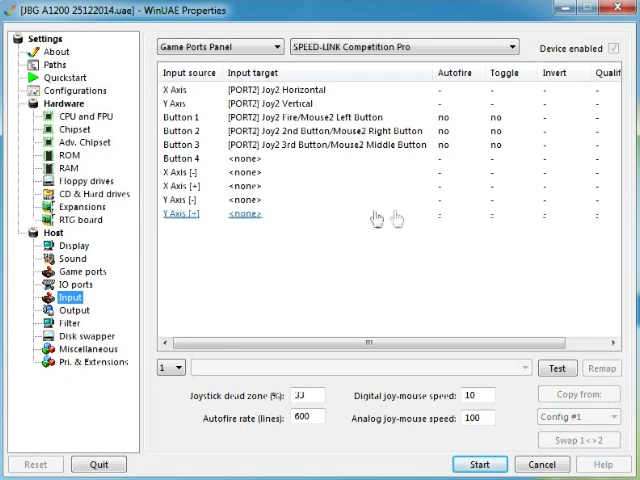 [JBG A1200 25122014.uae] - WinUAE Properties
Settings
About
Paths
Quickstart
Configurations
Hardware
CPU and FPU
Chipset
Adv. Chipset
ROM
RAM
Floppy drives
CD & Hard drives
Expansions
RTG board
Host
Display
Sound
Game ports
IO ports
Input
Output
Filter
Disk swapper
Miscellaneous
Pri. & Extensions
Reset Quit
Game Ports Panel SPEED-LINK Competition Pro Device enabled
Input source Input target Autofire Toggle Invert Qualif
X Axis [PORT2] Joy2 Horizontal - - - -
Y Axis [PORT2] Joy2 Vertical - - - -
Button 1 [PORT2] Joy2 Fire/Mouse2 Left Button no no - -
Button 2 [PORT2] Joy2 2nd Button/Mouse2 Right Button no no - -
Button 3 [PORT2] Joy2 3rd Button/Mouse2 Middle Button no no - -
Button 4 <none> - - - -
X Axis [-] <none> - - - -
X Axis [+] <none> - - - -
Y Axis [-] <none> - - - -
Y Axis [+] <none> - - - -
1 Test Remap
Joystick dead zone (%): 33 Digital joy-mouse speed: 10 Copy from:
Autofire rate (lines): 600 Analog joy-mouse speed: 100 Config #1
Swap 1<>2
Start Cancel Help